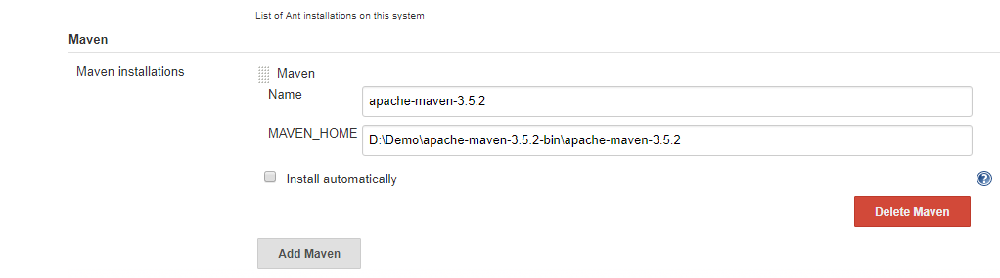 List of Ant installations on this system
Maven
Maven installations
Maven
Name
apache-maven-3.5.2
MAVEN_HOME
D:\Demo\apache-maven-3.5.2-bin\apache-maven-3.5.2
Install automatically
?
Delete Maven
Add Maven